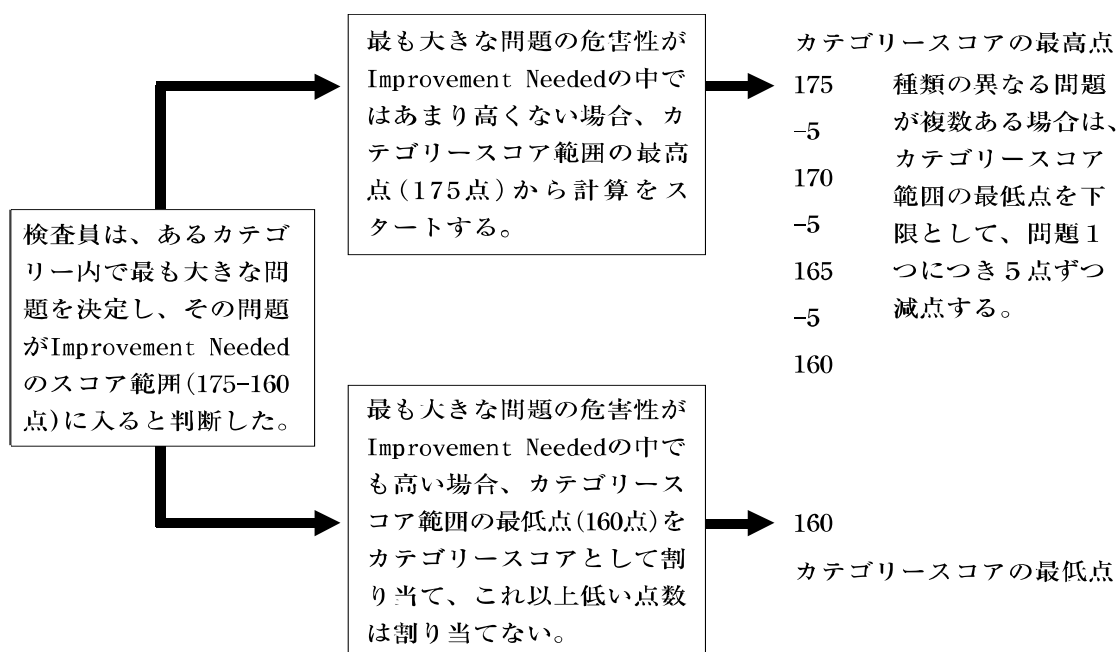 検査員は、あるカテゴ
リー内で最も大きな問
題を決定し、その問題
がImprovement Needed
のスコア範囲(175-160
点)に入ると判断した。
最も大きな問題の危害性が
Improvement Neededの中で
はあまり高くない場合、カ
テゴリースコア範囲の最高
点(175点)から計算をス
タートする。
カテゴリースコアの最高点
175
-5
170
-5
165
-5
160
種類の異なる問題
が複数ある場合は、
カテゴリースコア
範囲の最低点を下
限として、問題1
つにつき5点ずつ
減点する。
最も大きな問題の危害性が
Improvement Neededの中で
も高い場合、カテゴリース
コア範囲の最低点(160点)を
カテゴリースコアとして割
り当て、これ以上低い点数
は割り当てない。
160
カテゴリースコアの最低点